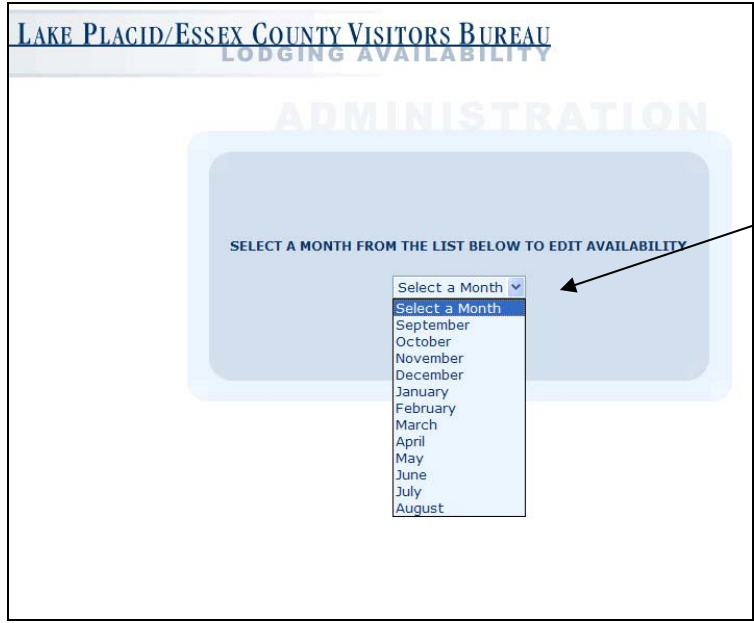 LAKE PLACID/ESSEX COUNTY VISITORS BUREAU
LODGING AVAILABILITY
ADMINISTRATION
SELECT A MONTH FROM THE LIST BELOW TO EDIT AVAILABILITY
Select a Month
Select a Month
September
October
November
December
January
February
March
April
May
June
July
August